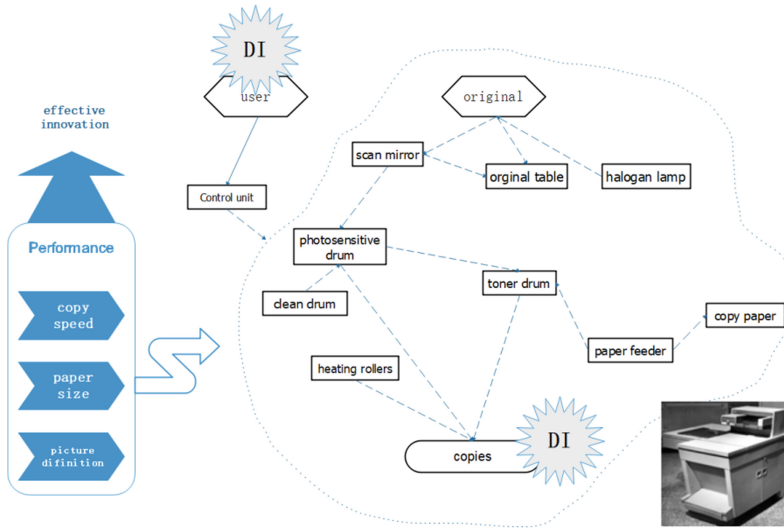 DI
user
original
effective
innovation
scan mirror
orginal table
halogan lamp
Control unit
Performance
photosensitive
drum
clean drum
toner drum
copy
speed
copy paper
paper feeder
heating rollers
paper
size
DI
copies
picture
difinition